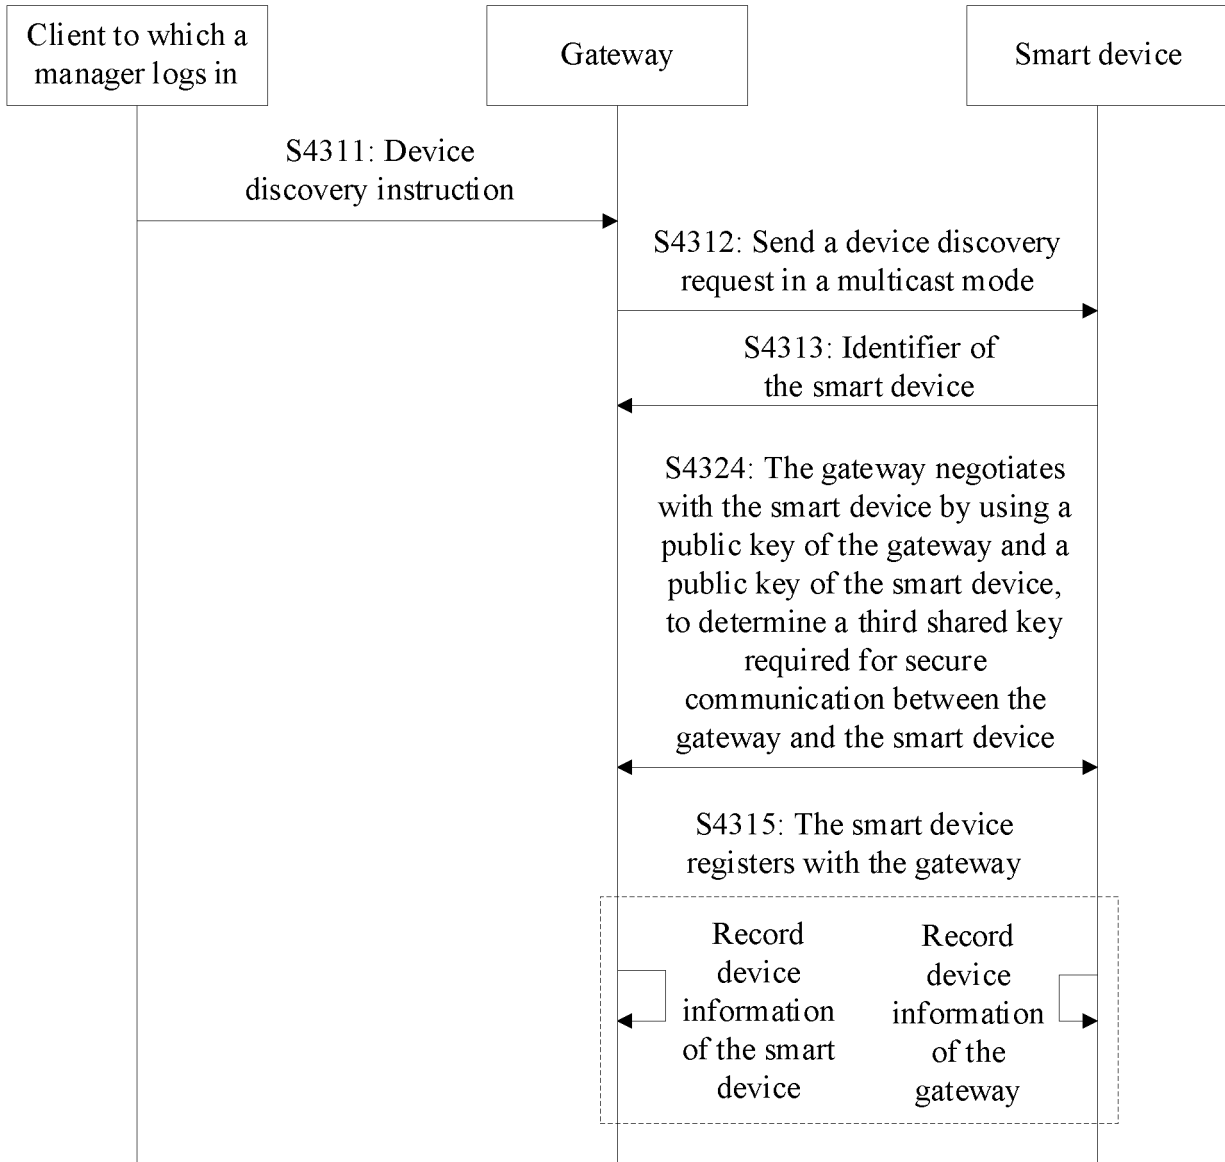 Client to which a
manager logs in
Gateway
Smart device
S4311: Device
discovery instruction
S4312: Send a device discovery
request in a multicast mode
S4313: Identifier of
the smart device
S4324: The gateway negotiates
with the smart device by using a
public key of the gateway and a
public key of the smart device,
to determine a third shared key
required for secure
communication between the
gateway and the smart device
S4315: The smart device
registers with the gateway
Record
device
information
of the smart
device
Record
device
information
of the
gateway